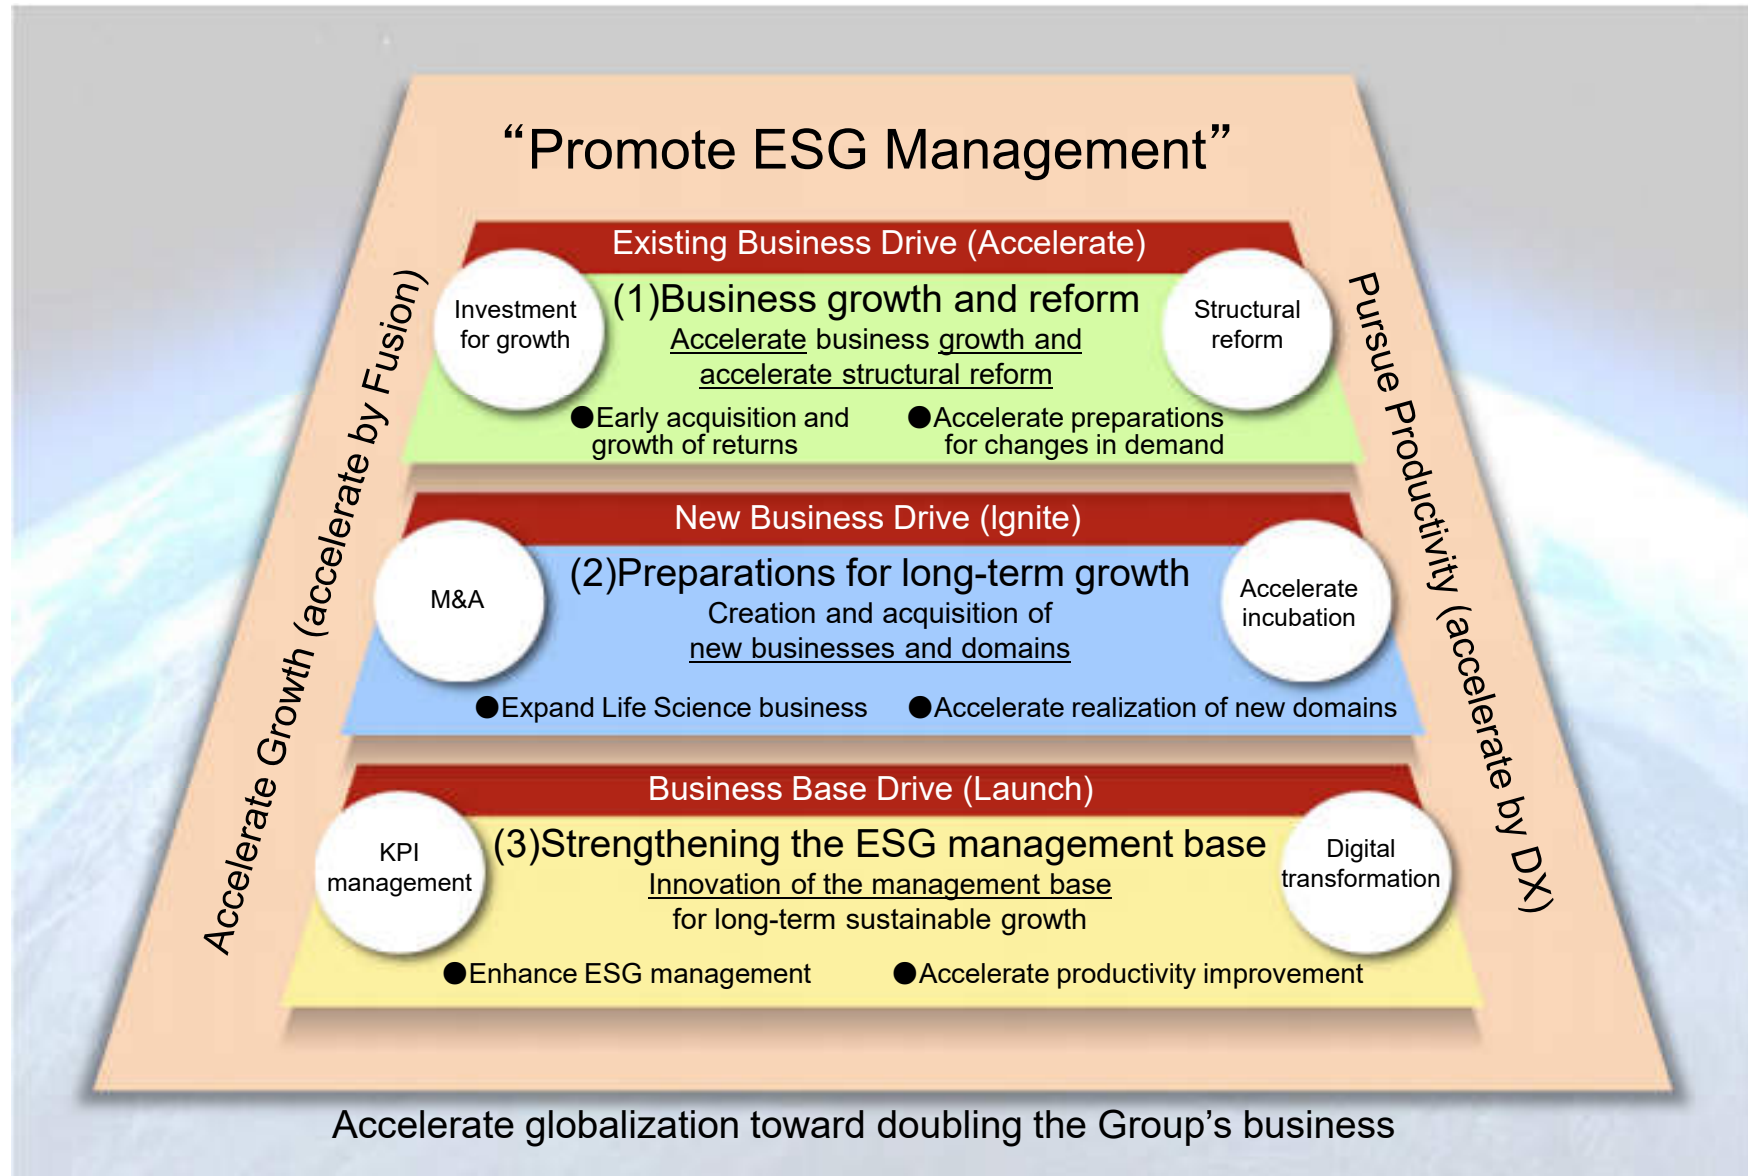 “Promote ESG Management”
Accelerate Growth (accelerate by Fusion)
Pursue Productivity (accelerate by DX)
Existing Business Drive (Accelerate)
Investment
for growth
(1)Business growth and reform
Accelerate business growth and
accelerate structural reform
●Early acquisition and
growth of returns
●Accelerate preparations
for changes in demand
Structural
reform
New Business Drive (Ignite)
M&A
(2)Preparations for long-term growth
Creation and acquisition of
new businesses and domains
●Expand Life Science business
●Accelerate realization of new domains
Accelerate
incubation
Business Base Drive (Launch)
KPI
management
(3)Strengthening the ESG management base
Innovation of the management base
for long-term sustainable growth
●Enhance ESG management
●Accelerate productivity improvement
Digital
transformation
Accelerate globalization toward doubling the Group’s business